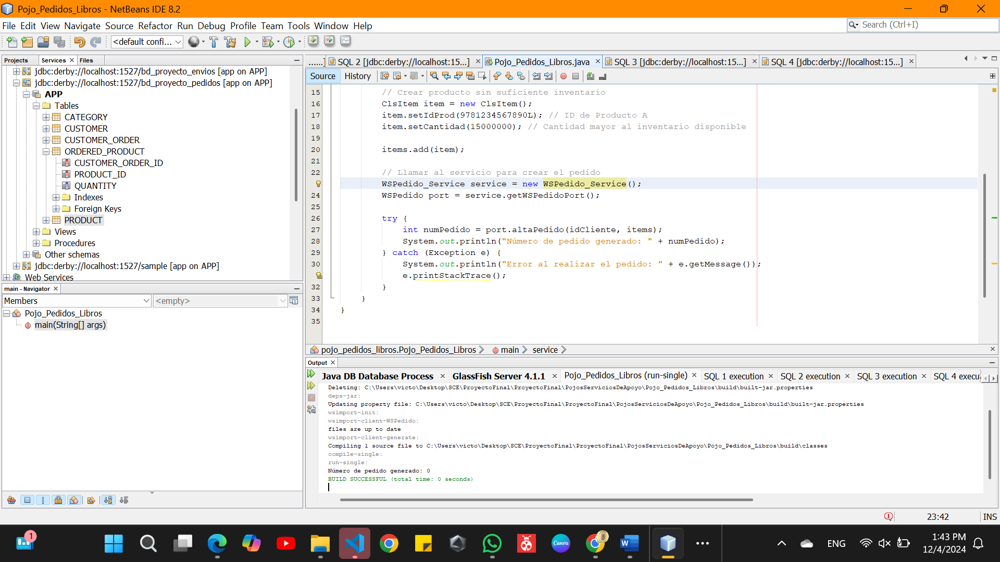 Pojo_Pedidos_Libros - NetBeans IDE 8.2
File Edit View Navigate Source Refactor Run Debug Profile Team Tools Window Help
Search (Ctrl+I)
<default confi...
Projects
Services
Files
jdbc:derby://localhost:1527/bd_proyecto_envios [app on APP]
jdbc:derby://localhost:1527/bd_proyecto_pedidos [app on APP]
APP
Tables
CATEGORY
CUSTOMER
CUSTOMER_ORDER
ORDERED_PRODUCT
CUSTOMER_ORDER_ID
PRODUCT_ID
QUANTITY
Indexes
Foreign Keys
PRODUCT
Views
Procedures
Other schemas
jdbc:derby://localhost:1527/sample [app on APP]
Web Services
main - Navigator
Members
<empty>
Pojo_Pedidos_Libros
main(String[] args)
......]
SQL 2 [jdbc:derby://localhost:15...]
Pojo_Pedidos_Libros.java
SQL 3 [jdbc:derby://localhost:15...]
SQL 4 [jdbc:derby://localhost:15...]
Source
History
15 // Crear producto sin suficiente inventario
16 ClsItem item = new ClsItem();
17 item.setIdProd(9781234567890L); // ID de Producto A
18 item.setCantidad(15000000); // Cantidad mayor al inventario disponible
19
20 items.add(item);
21
22 // Llamar al servicio para crear el pedido
WSPedido_Service service = new WSPedido_Service();
24 WSPedido port = service.getWSPedidoPort();
25
26 try {
27 int numPedido = port.altaPedido(idCliente, items);
28 System.out.println("Número de pedido generado: " + numPedido);
29 } catch (Exception e) {
30 System.out.println("Error al realizar el pedido: " + e.getMessage());
e.printStackTrace();
32 }
33 }
34 }
35
pojo_pedidos_libros.Pojo_Pedidos_Libros
main
service
Output
Java DB Database Process
GlassFish Server 4.1.1
Pojo_Pedidos_Libros (run-single)
SQL 1 execution
SQL 2 execution
SQL 3 execution
SQL 4 execu
Deleting: C:\Users\victo\Desktop\SCE\ProyectoFinal\ProyectoFinal\PojosServiciosDeApoyo\Pojo_Pedidos_Libros\build\built-jar.properties
deps-jar:
Updating property file: C:\Users\victo\Desktop\SCE\ProyectoFinal\ProyectoFinal\PojosServiciosDeApoyo\Pojo_Pedidos_Libros\build\built-jar.properties
wsimport-init:
wsimport-client-WSPedido:
files are up to date
wsimport-client-generate:
Compiling 1 source file to C:\Users\victo\Desktop\SCE\ProyectoFinal\ProyectoFinal\PojosServiciosDeApoyo\Pojo_Pedidos_Libros\build\classes
compile-single:
run-single:
Número de pedido generado: 0
BUILD SUCCESSFUL (total time: 0 seconds)
1
23:42
INS
1
Canva
W
ENG
1:43 PM
12/4/2024